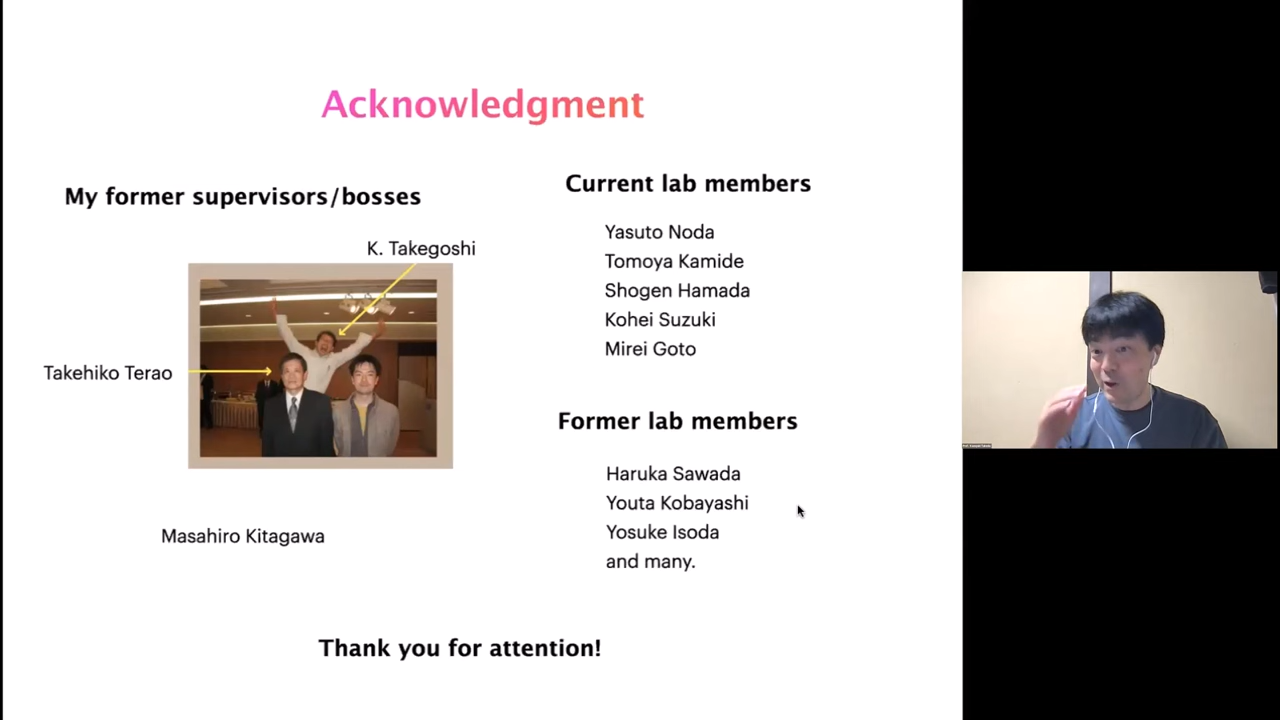 Acknowledgment
My former supervisors/bosses
K. Takegoshi
Takehiko Terao
Masahiro Kitagawa
Current lab members
Yasuto Noda
Tomoya Kamide
Shogen Hamada
Kohei Suzuki
Mirei Goto
Former lab members
Haruka Sawada
Youta Kobayashi
Yosuke Isoda
and many.
Thank you for attention!